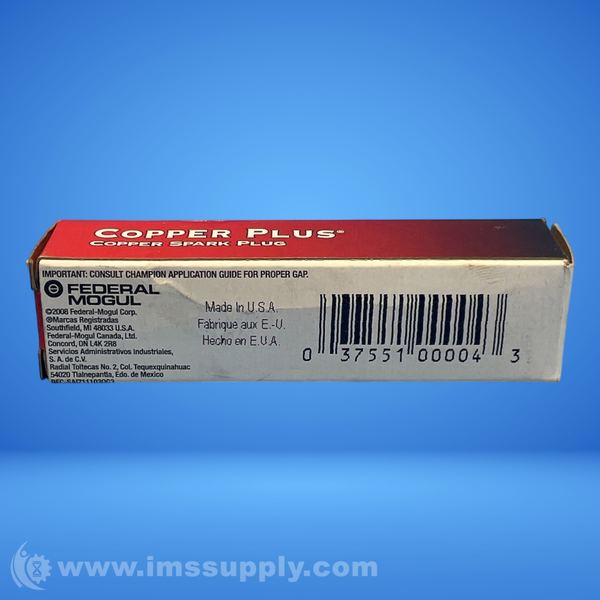 COPPER PLUS®
COPPER SPARK PLUG
IMPORTANT: CONSULT CHAMPION APPLICATION GUIDE FOR PROPER GAP.
FEDERAL
MOGUL
©2008 Federal-Mogul Corp.
®Marcas Registradas
Southfield, MI 48033 U.S.A.
Federal-Mogul Canada, Ltd.
Concord, ON L4K 2R8
Servicios Administrativos Industriales,
S. A. de C.V.
Radial Toltecas No. 2, Col. Tequexquinahuac
54020 Tlalnepantla, Edo. de Mexico
Made In U.S.A.
Fabrique aux E.-U.
Hecho en E.U.A.
0 37551 00004 3
www.imssupply.com